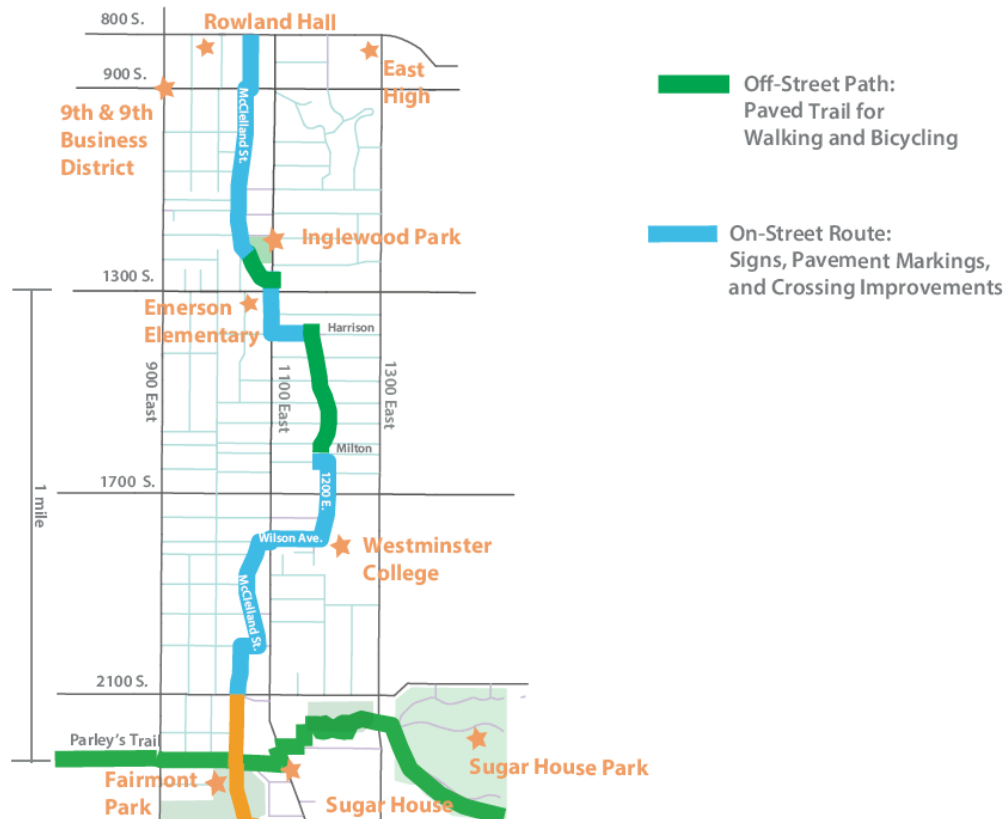 800 S.
Rowland Hall
900 S.
East
High
9th & 9th
Business
District
McClelland St.
Inglewood Park
1300 S.
Emerson
Elementary
Harrison
900 East
1100 East
1300 East
Milton
1 mile
1700 S.
1200 E.
Wilson Ave.
Westminster
College
McClelland St.
2100 S.
Parley's Trail
Fairmont
Park
Sugar House
Sugar House Park
Off-Street Path:
Paved Trail for
Walking and Bicycling
On-Street Route:
Signs, Pavement Markings,
and Crossing Improvements